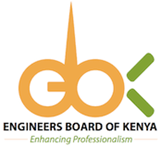 EBK
ENGINEERS BOARD OF KENYA
Enhancing Professionalism